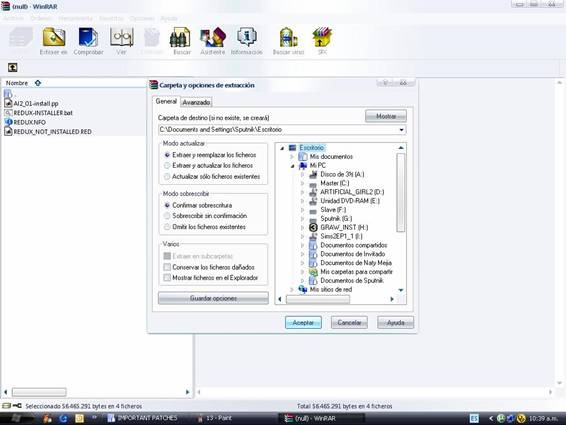 (null) - WinRAR
Archivo Órdenes Herramienta Favoritos Opciones Ayuda
Extraer en Comprobar Ver Buscar Asistente Información Buscar virus SFX
Nombre
..
AI2_01-install.pp
REDUX-INSTALLER.bat
REDUX.NFO
REDUX_NOT_INSTALLED.RED
Carpeta y opciones de extracción
General Avanzado
Carpeta de destino (si no existe, se creará)
Mostrar
C:\Documents and Settings\Sputnik\Escritorio
Modo actualizar
Extraer y reemplazar los ficheros
Extraer y actualizar los ficheros
Actualizar sólo ficheros existentes
Modo sobrescribir
Confirmar sobrescritura
Sobrescribir sin confirmación
Omitir los ficheros existentes
Varios
Extraer en subcarpetas
Conservar los ficheros dañados
Mostrar ficheros en el Explorador
Guardar opciones
Escritorio
Mis documentos
Mi PC
Disco de 3½ (A:)
Master (C:)
ARTIFICIAL_GIRL2 (D:)
Unidad DVD-RAM (E:)
Slave (F:)
Sputnik (G:)
GRAW_INST (H:)
Sims2EP1_1 (I:)
Documentos compartidos
Documentos de Invitado
Documentos de Naty Mejia
Mis carpetas para compartir
Documentos de Sputnik
Mis sitios de red
Aceptar Cancelar Ayuda
Seleccionado 56.465.291 bytes en 4 ficheros
Total 56.465.291 bytes en 4 ficheros
IMPORTANT PATCHES
13 - Paint
(null) - WinRAR
ES
10:39 a.m.